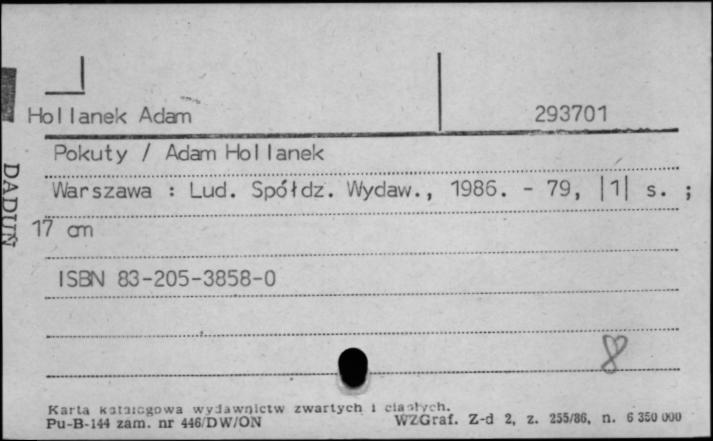 Hollanek Adam 293701
Pokuty / Adam Hollanek
Warszawa : Lud. Spółdz. Wydaw., 1986. - 79, |1| s. ;
17 cm
ISBN 83-205-3858-0
8
Karta katalogowa wydawnictw zwartych i ciągłych.
Pu-B-144 zam. nr 446/DW/ON WZGraf. Z-d 2, z. 255/86, n. 6 350 000
DADUŃ